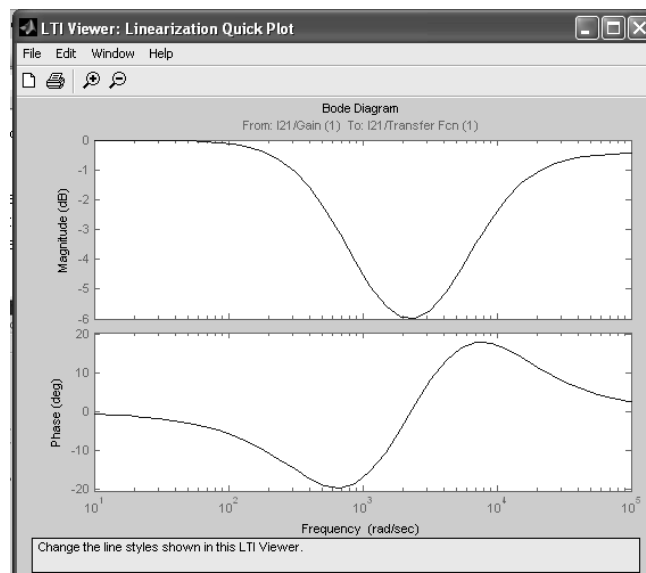 LTI Viewer: Linearization Quick Plot
File Edit Window Help
Bode Diagram
From: I21/Gain (1) To: I21/Transfer Fcn (1)
Magnitude (dB)
0
-1
-2
-3
-4
-5
-6
Phase (deg)
20
10
0
-10
-20
10^1
10^2
10^3
10^4
10^5
Frequency (rad/sec)
Change the line styles shown in this LTI Viewer.